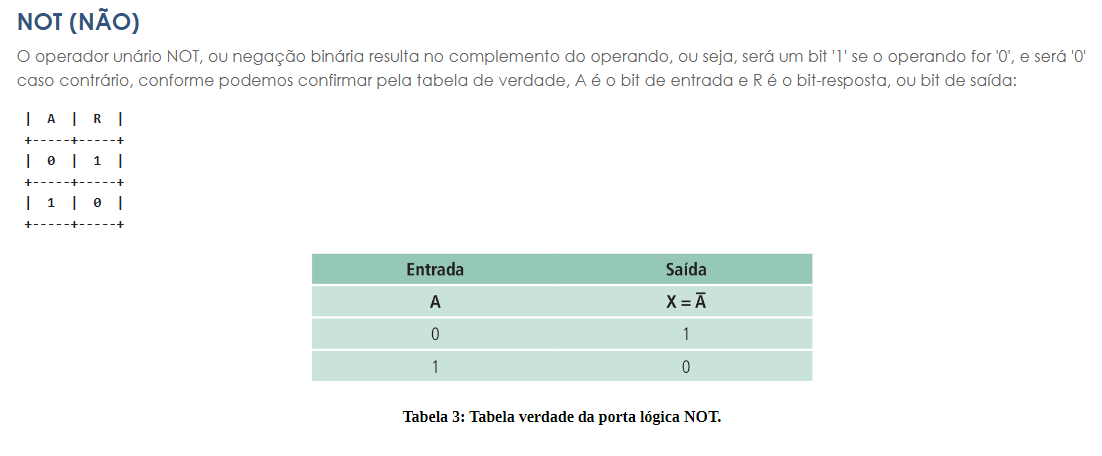 NOT (NÃO)
O operador unário NOT, ou negação binária resulta no complemento do operando, ou seja, será um bit '1' se o operando for '0', e será '0'
caso contrário, conforme podemos confirmar pela tabela de verdade, A é o bit de entrada e R é o bit-resposta, ou bit de saída:
|  A  |  R  |
+-----+-----+
|  0  |  1  |
+-----+-----+
|  1  |  0  |
+-----+-----+
Entrada Saída
A X = A̅
0 1
1 0
Tabela 3: Tabela verdade da porta lógica NOT.